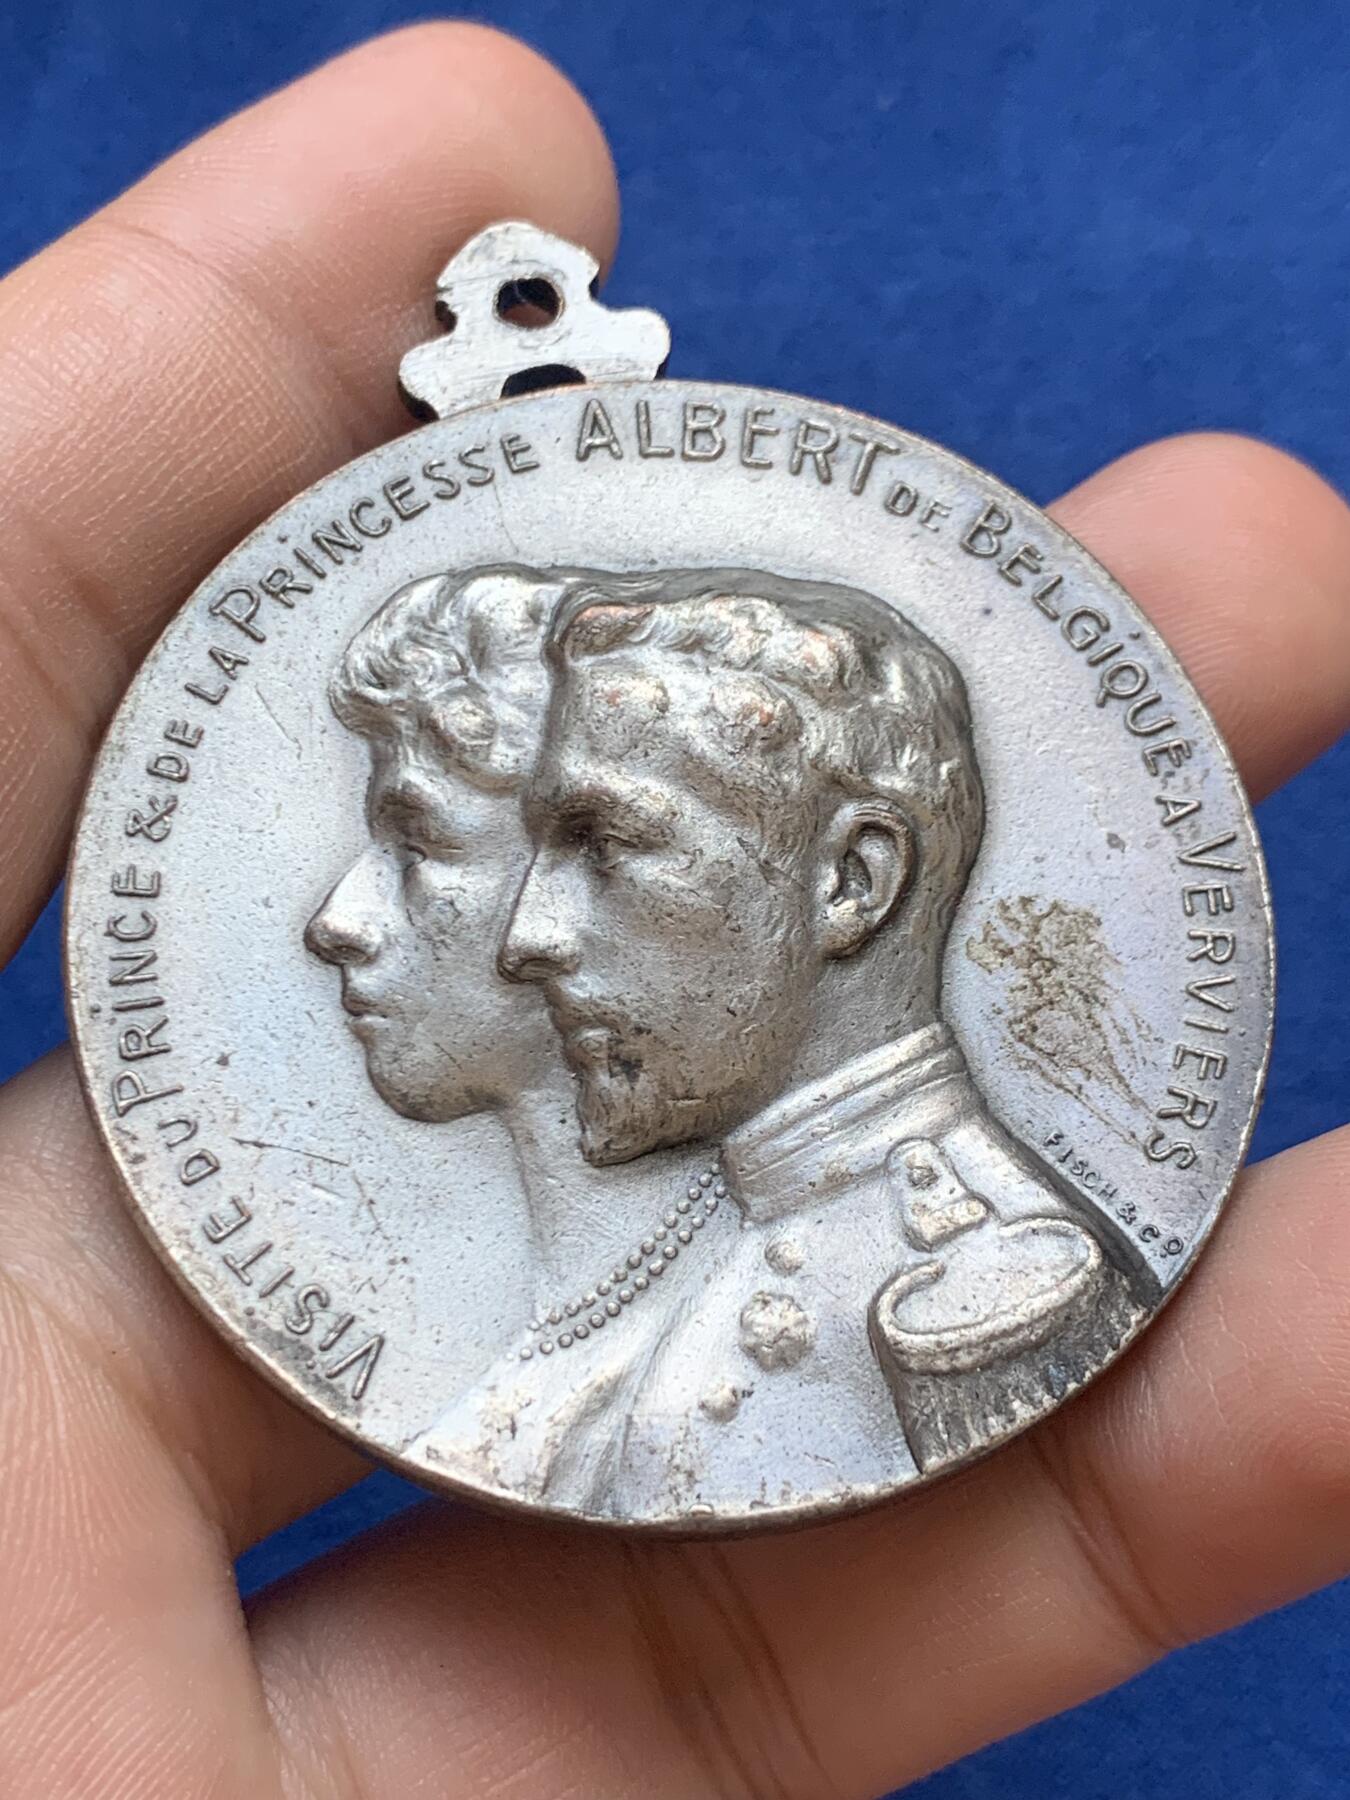 VISITE DU PRINCE & DE LA PRINCESSE ALBERT DE BELGIQUE A VERVIERS
FISCH & Cº